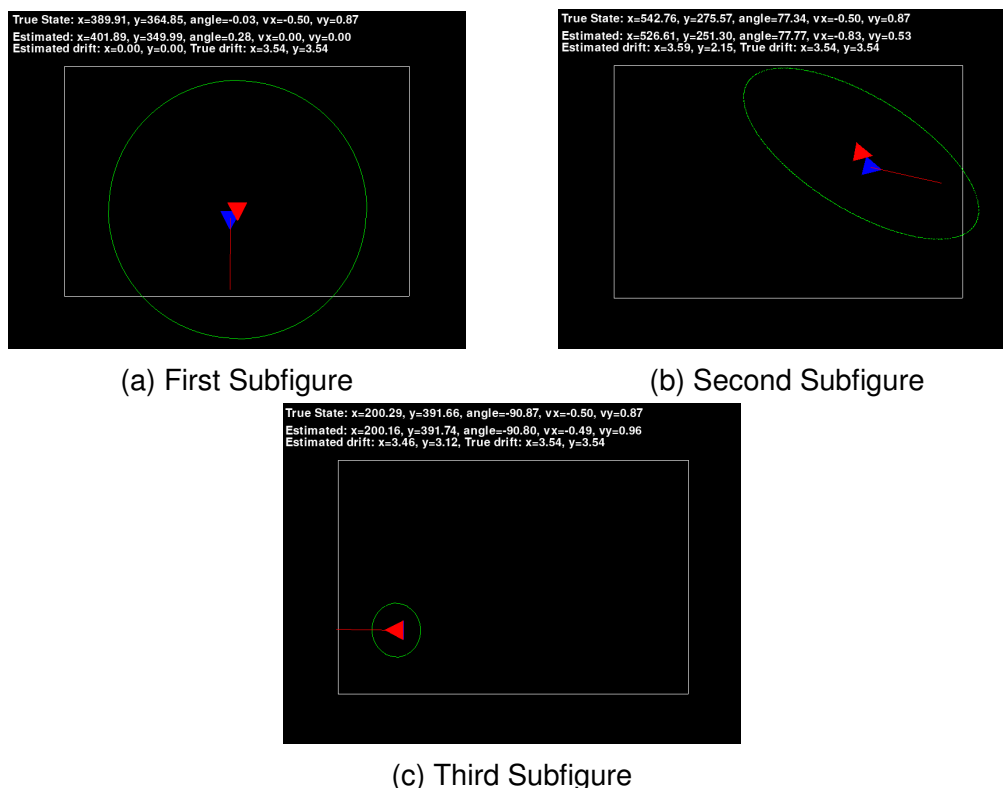 True State: x=389.91, y=364.85, angle=-0.03, vx=-0.50, vy=0.87
Estimated: x=401.89, y=349.99, angle=0.28, vx=0.00, vy=0.00
Estimated drift: x=0.00, y=0.00, True drift: x=3.54, y=3.54
(a) First Subfigure
True State: x=542.76, y=275.57, angle=77.34, vx=-0.50, vy=0.87
Estimated: x=526.61, y=251.30, angle=77.77, vx=-0.83, vy=0.53
Estimated drift: x=3.59, y=2.15, True drift: x=3.54, y=3.54
(b) Second Subfigure
True State: x=200.29, y=391.66, angle=-90.87, vx=-0.50, vy=0.87
Estimated: x=200.16, y=391.74, angle=-90.80, vx=-0.49, vy=0.96
Estimated drift: x=3.46, y=3.12, True drift: x=3.54, y=3.54
(c) Third Subfigure